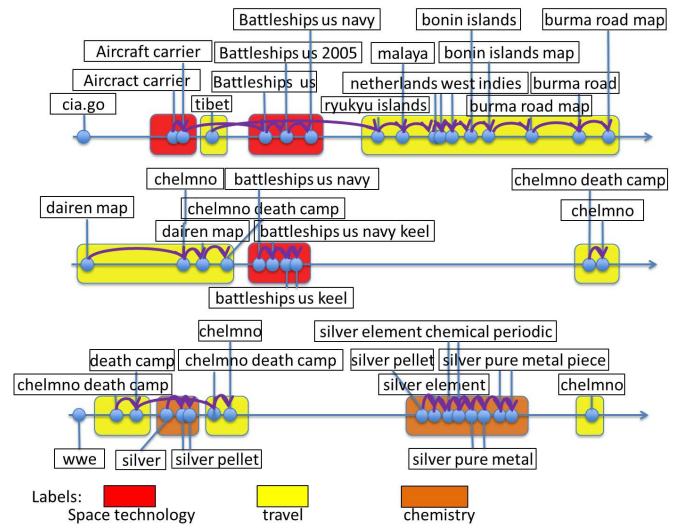 Battleships us navy
bonin islands
burma road map
Aircraft carrier
Battleships us 2005
malaya
bonin islands map
Aircract carrier
Battleships us
netherlands west indies
burma road
cia.go
tibet
ryukyu islands
burma road map
chelmno
battleships us navy
chelmno death camp
dairen map
chelmno death camp
chelmno
dairen map
battleships us navy keel
battleships us keel
chelmno
silver element chemical periodic
death camp
chelmno death camp
silver pellet
silver pure metal piece
chelmno death camp
silver element
chelmno
wwe
silver
silver pellet
silver pure metal
Labels:
Space technology
travel
chemistry